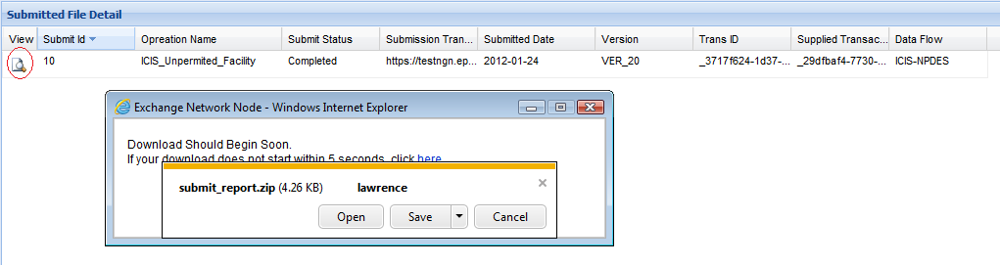 Submitted File Detail
View Submit Id Opreation Name Submit Status Submission Tran... Submitted Date Version Trans ID Supplied Transac... Data Flow
10 ICIS_Unpermited_Facility Completed https://testngn.ep... 2012-01-24 VER_20 _3717f624-1d37-... _29dfbaf4-7730-... ICIS-NPDES
Exchange Network Node - Windows Internet Explorer
Download Should Begin Soon.
If your download does not start within 5 seconds, click here
submit_report.zip (4.26 KB) lawrence
Open Save Cancel